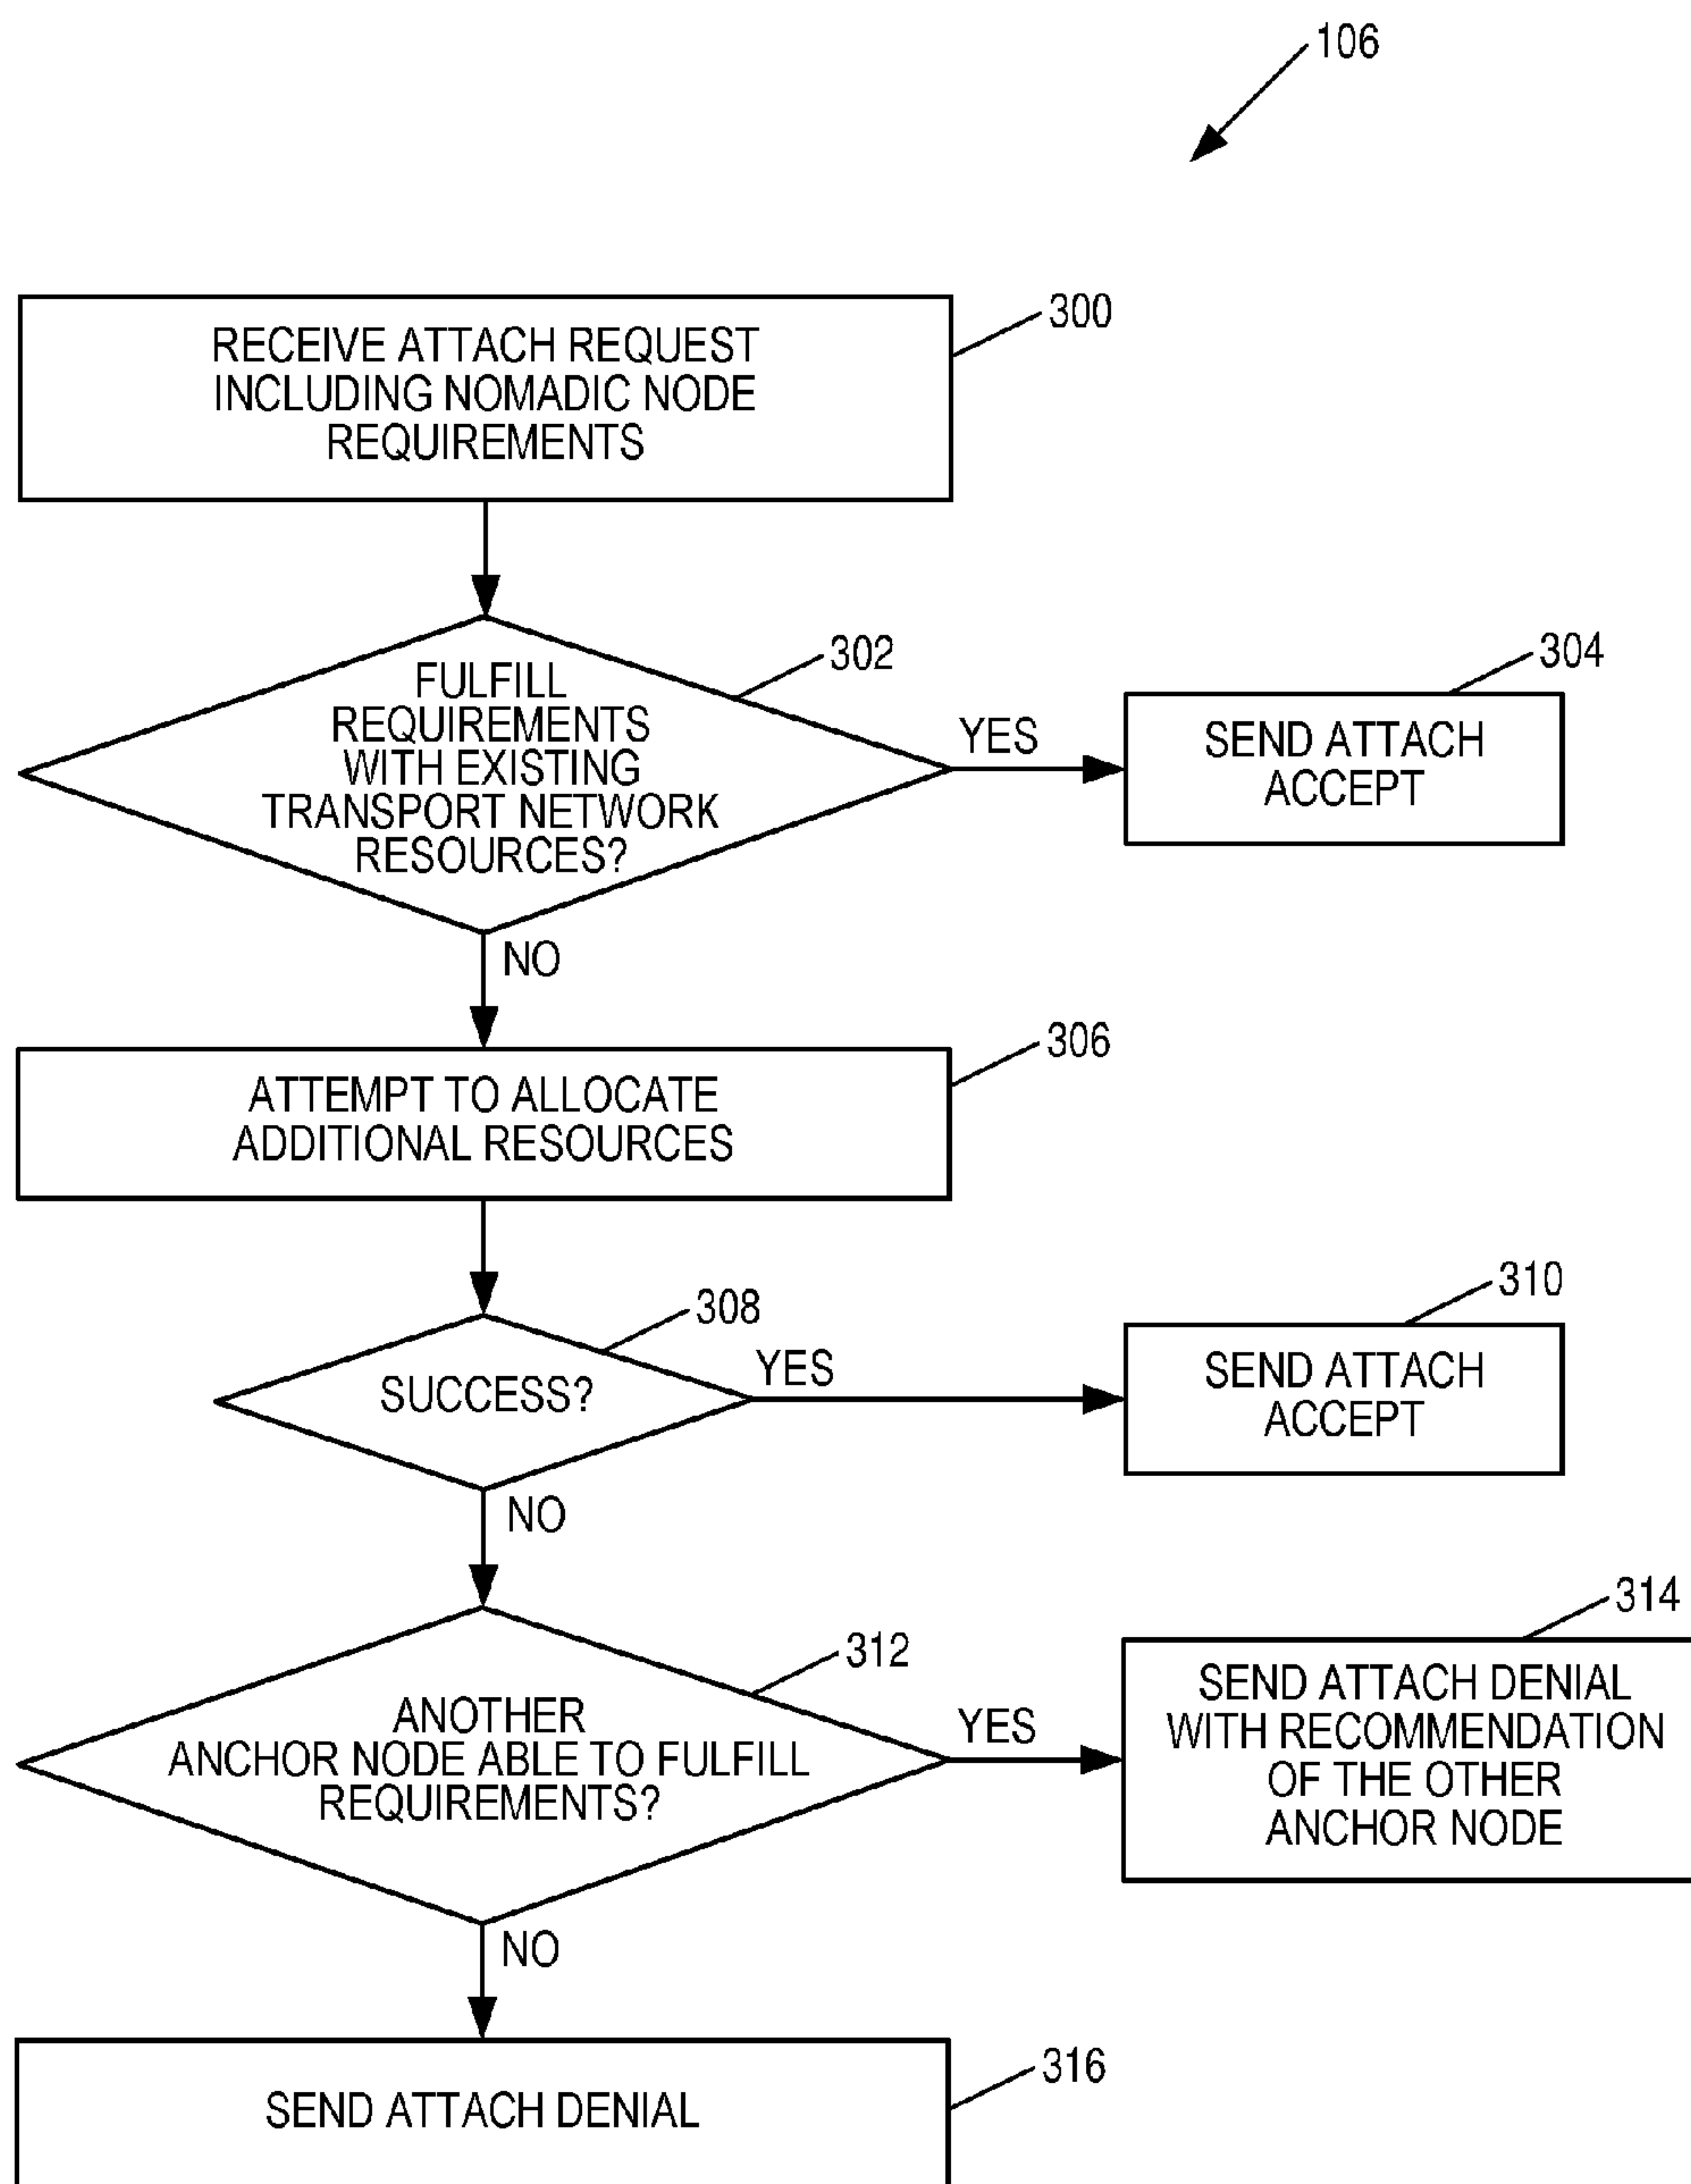 106
RECEIVE ATTACH REQUEST
INCLUDING NOMADIC NODE
REQUIREMENTS
300
FULFILL
REQUIREMENTS
WITH EXISTING
TRANSPORT NETWORK
RESOURCES?
302
YES
304
SEND ATTACH
ACCEPT
NO
306
ATTEMPT TO ALLOCATE
ADDITIONAL RESOURCES
308
SUCCESS?
YES
310
SEND ATTACH
ACCEPT
NO
312
ANOTHER
ANCHOR NODE ABLE TO FULFILL
REQUIREMENTS?
YES
314
SEND ATTACH DENIAL
WITH RECOMMENDATION
OF THE OTHER
ANCHOR NODE
NO
316
SEND ATTACH DENIAL